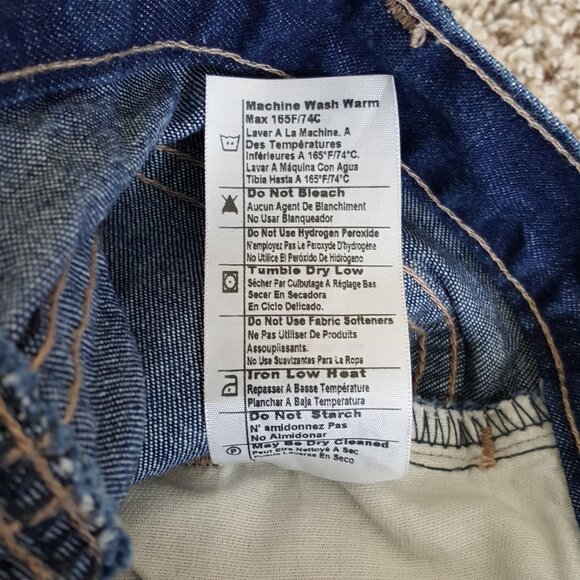 Machine Wash Warm
Max 165F/74C
Laver A La Machine, A
Des Températures
Inférieures A 165°F/74°C.
Lavar A Máquina Con Agua
Tibia Hasta A 165°F/74°C
Do Not Bleach
Aucun Agent De Blanchiment
No Usar Blanqueador
Do Not Use Hydrogen Peroxide
N'employez Pas Le Peroxyde D'hydrogène
No Utilice El Peróxido De Hidrógeno
Tumble Dry Low
Sécher Par Culbutage A Réglage Bas
Secar En Secadora
En Ciclo Delicado.
Do Not Use Fabric Softeners
Ne Pas Utiliser De Produits
Assouplissants.
No Use Suavizantes Para La Ropa
Iron Low Heat
Repasser A Basse Température
Planchar A Baja Temperatura
Do Not Starch
N' amidonnez Pas
No Almidonar
P
May Be Dry Cleaned
Peut Etre Nettoyé A Sec
Puede Lavarse En Seco